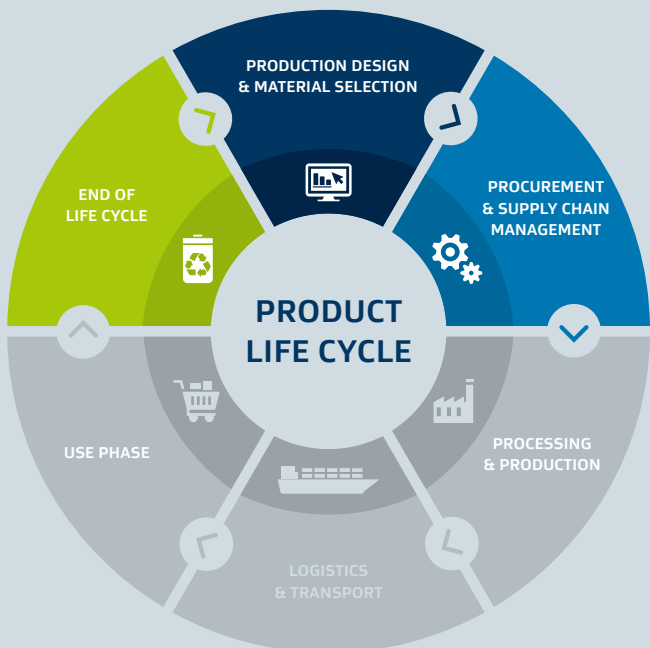 PRODUCTION DESIGN
& MATERIAL SELECTION
PROCUREMENT
& SUPPLY CHAIN
MANAGEMENT
PROCESSING
& PRODUCTION
LOGISTICS
& TRANSPORT
USE PHASE
END OF
LIFE CYCLE
PRODUCT
LIFE CYCLE